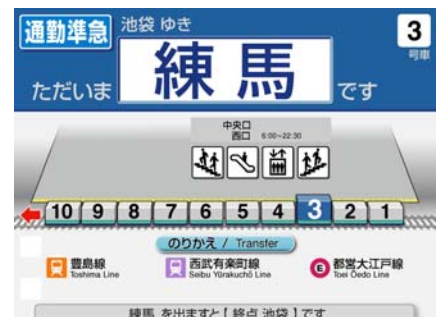 通勤準急 池袋 ゆき
3
号車
ただいま 練馬 です
中央口
西口 6:00~22:30
10 9 8 7 6 5 4 3 2 1
のりかえ / Transfer
豊島線
Toshima Line
西武有楽町線
Seibu Yūrakuchō Line
E 都営大江戸線
Toei Ōedo Line
練馬 を出ますと【 終点 池袋 】です